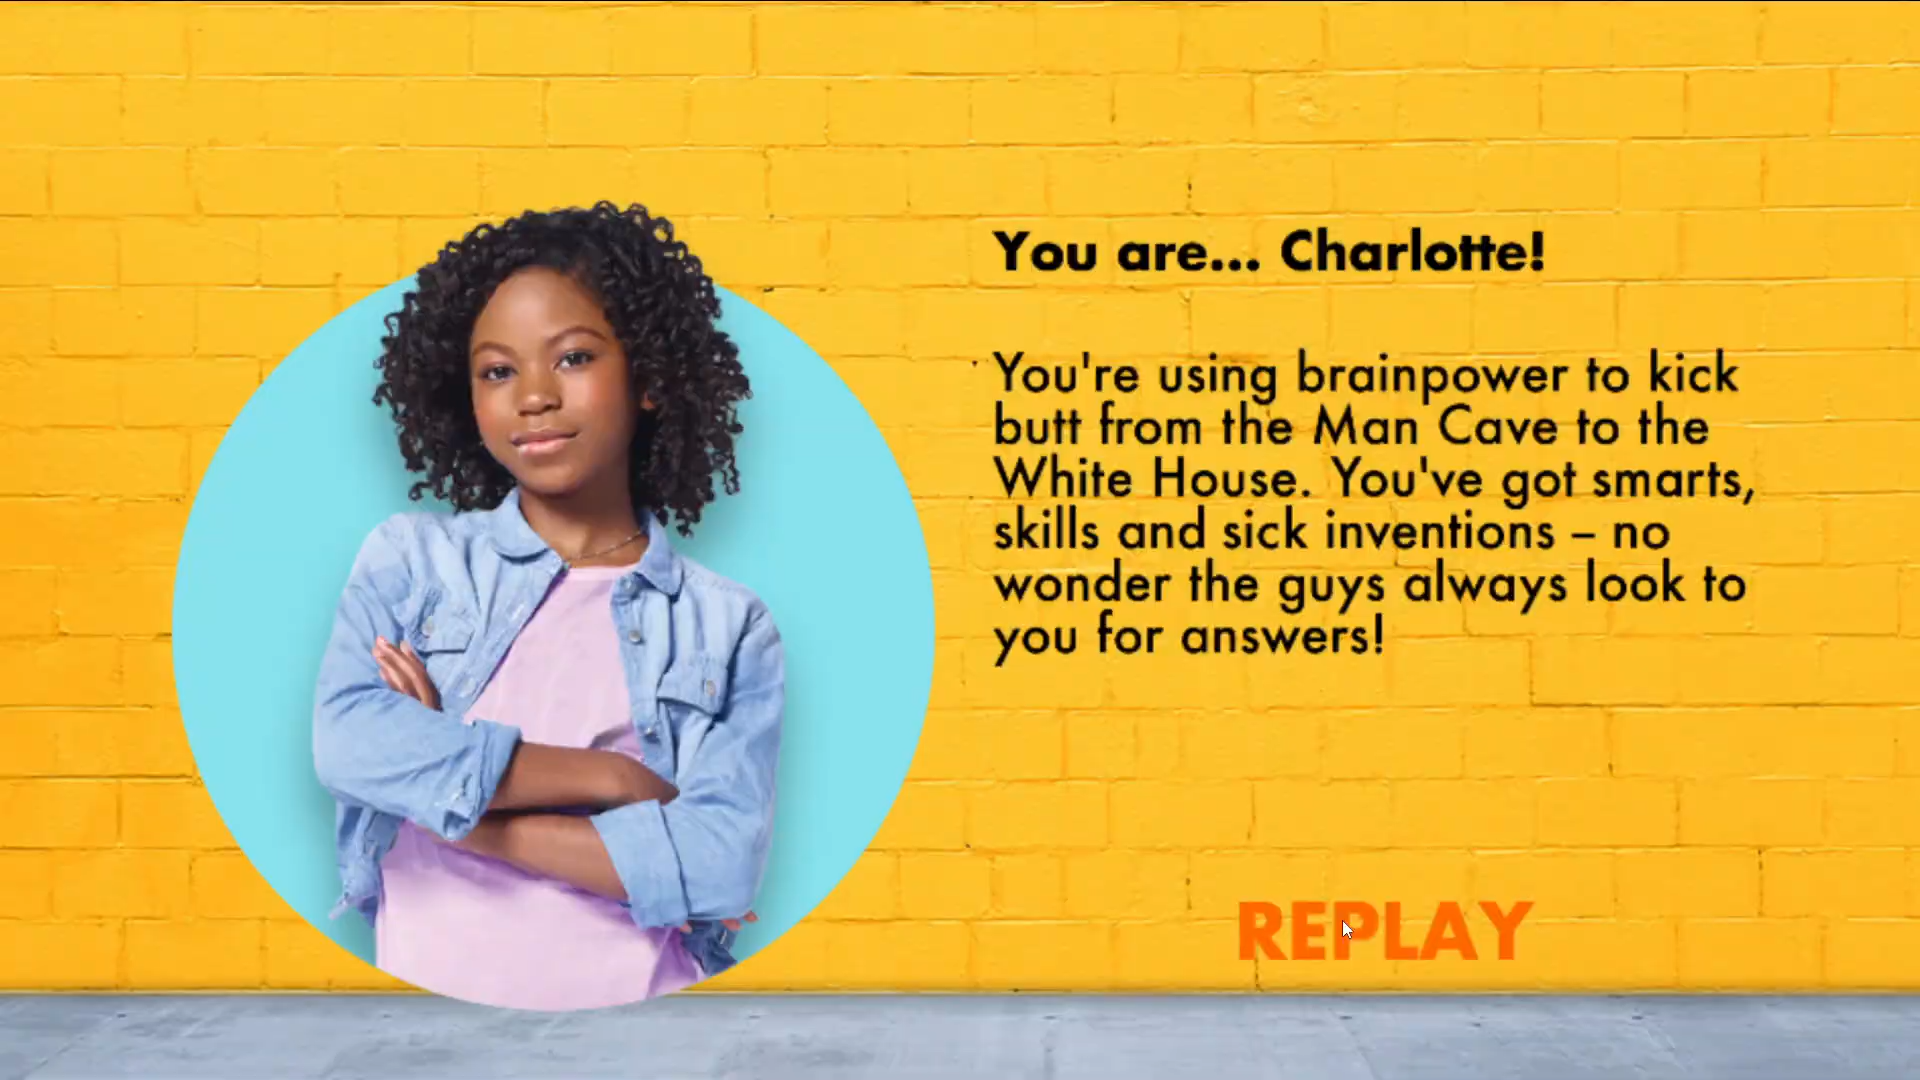 You are... Charlotte!
You're using brainpower to kick
butt from the Man Cave to the
White House. You've got smarts,
skills and sick inventions – no
wonder the guys always look to
you for answers!
REPLAY